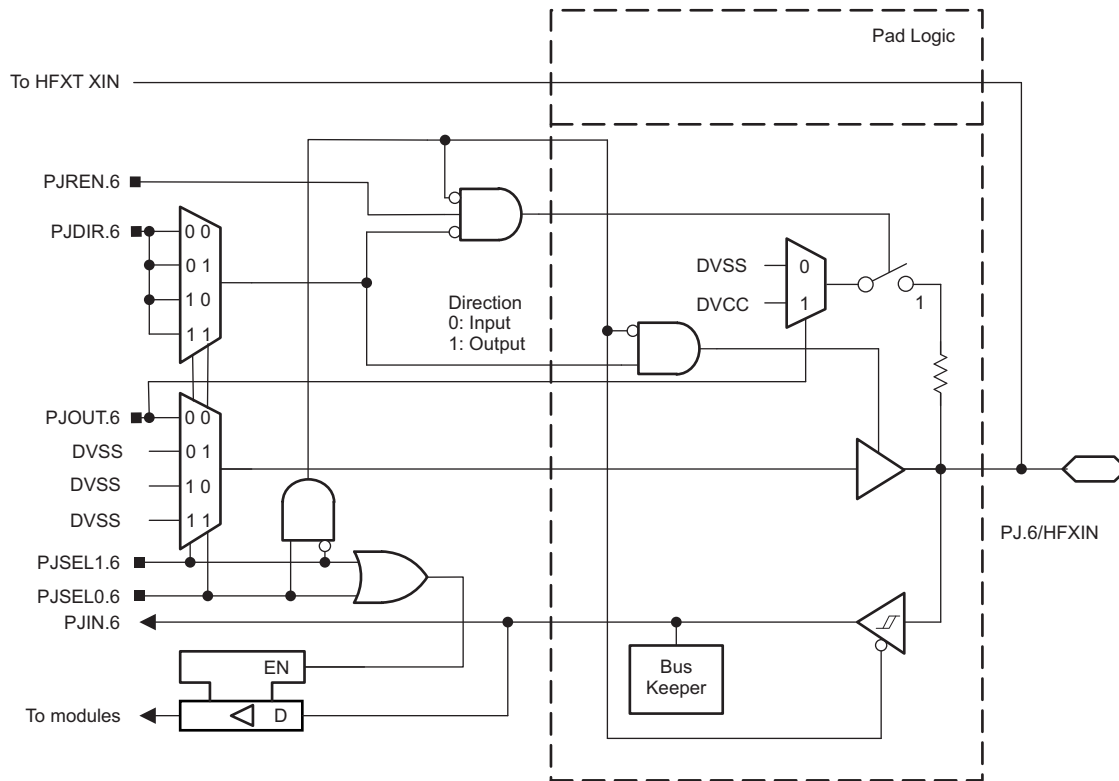 Pad Logic
To HFXT XIN
PJREN.6
PJDIR.6
0 0
0 1
1 0
1 1
Direction
0: Input
1: Output
DVSS
0
DVCC
1
1
PJOUT.6
0 0
DVSS
0 1
DVSS
1 0
DVSS
1 1
PJ.6/HFXIN
PJSEL1.6
PJSEL0.6
PJIN.6
EN
Bus
Keeper
To modules
D